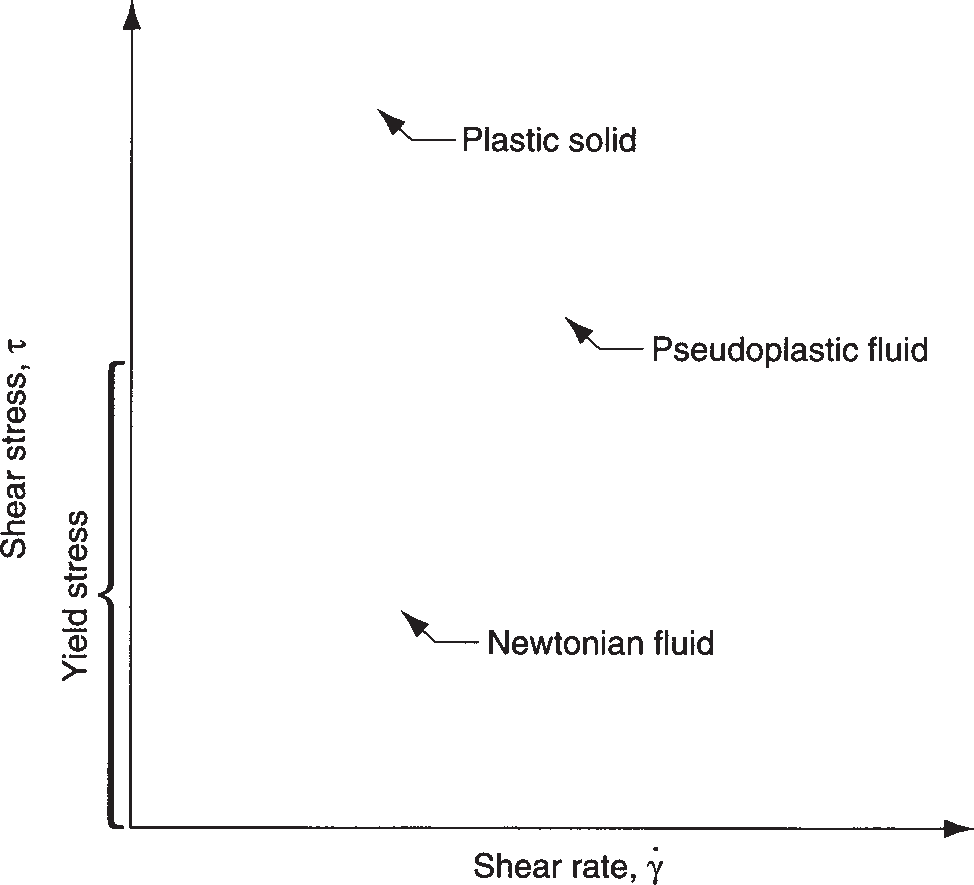 Plastic solid
Pseudoplastic fluid
Shear stress, τ
Yield stress
Newtonian fluid
Shear rate, γ̇